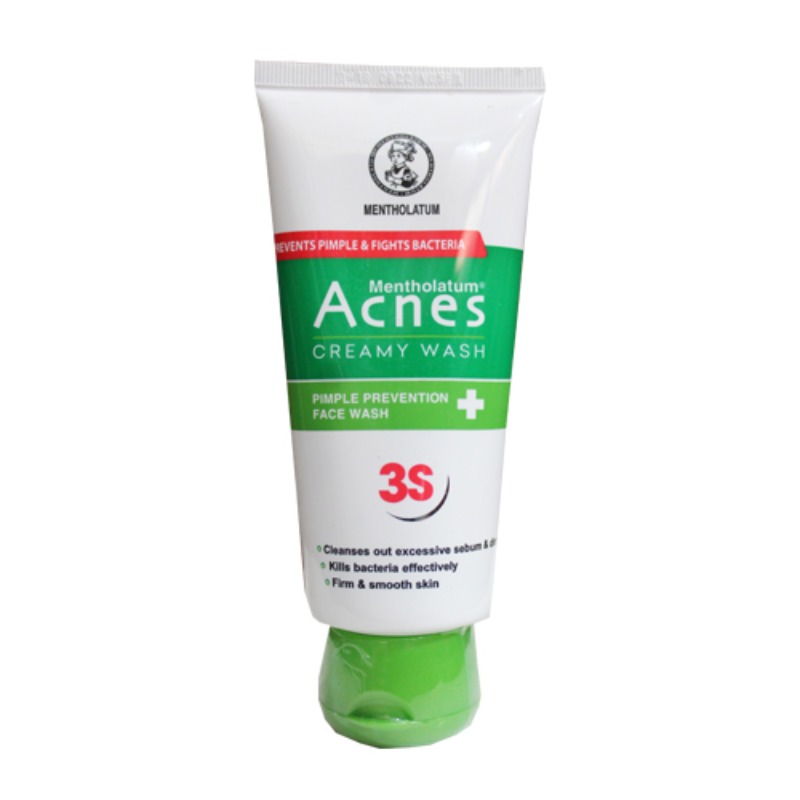 MENTHOLATUM
EVENTS PIMPLE & FIGHTS BACTERIA
Mentholatum®
Acnes
CREAMY WASH
PIMPLE PREVENTION
FACE WASH
3S
Cleanses out excessive sebum &
Kills bacteria effectively
Firm & smooth skin